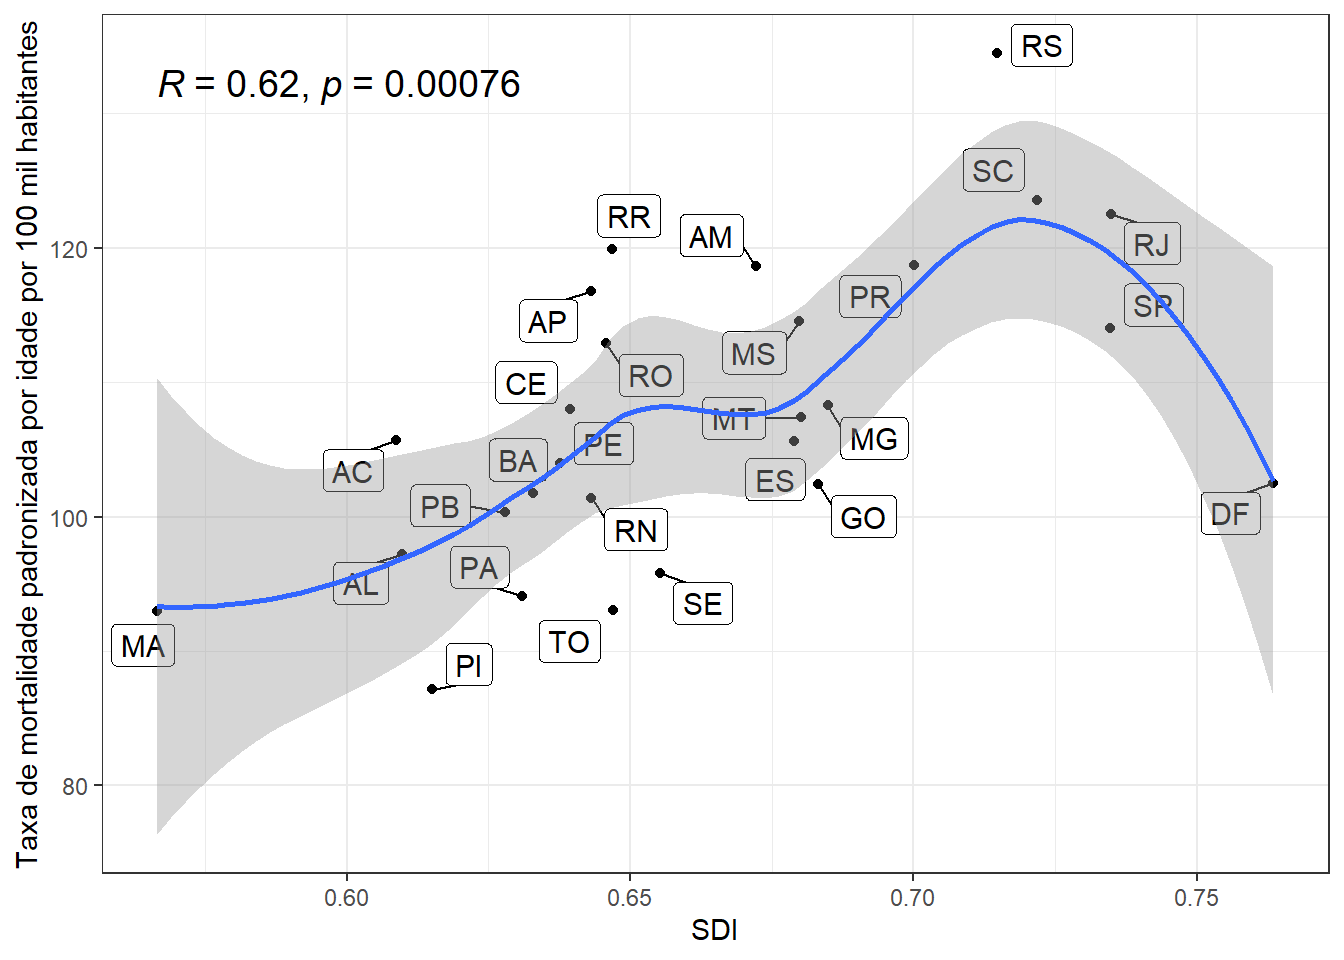 Taxa de mortalidade padronizada por idade por 100 mil habitantes
R = 0.62, p = 0.00076
RS
SC
RR
AM
RJ
120
PR
SP
AP
MS
RO
CE
MT
MG
PE
BA
AC
ES
PB
GO
DF
RN
100
PA
AL
SE
TO
MA
PI
80
0.60 0.65 0.70 0.75
SDI